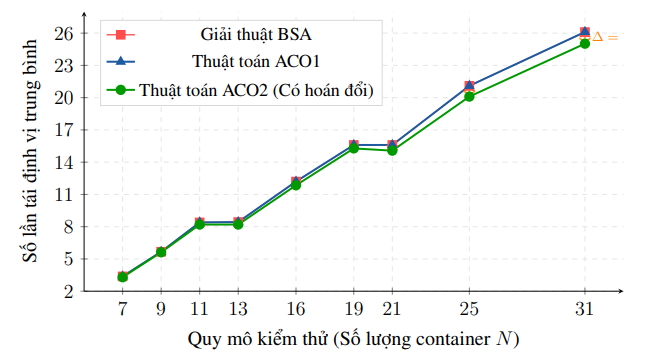 Giải thuật BSA
Thuật toán ACO1
Thuật toán ACO2 (Có hoán đổi)
Số lần tái định vị trung bình
26
23
20
17
14
11
8
5
2
Δ =
7 9 11 13 16 19 21 25 31
Quy mô kiểm thử (Số lượng container N)